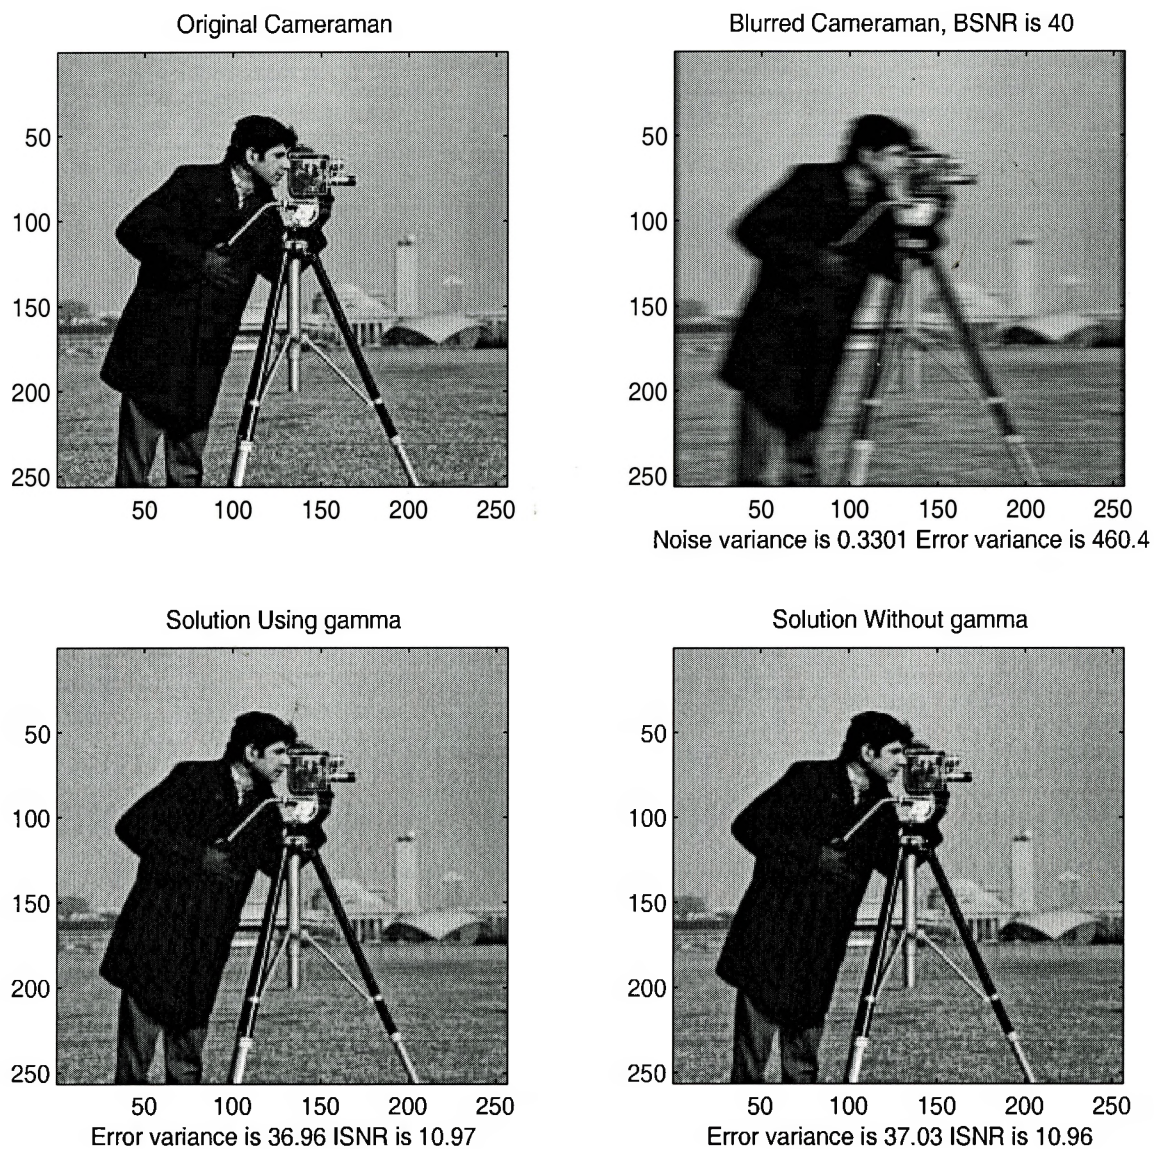 Original Cameraman
50
100
150
200
250
50 100 150 200 250
Blurred Cameraman, BSNR is 40
50
100
150
200
250
50 100 150 200 250
Noise variance is 0.3301 Error variance is 460.4
Solution Using gamma
50
100
150
200
250
50 100 150 200 250
Error variance is 36.96 ISNR is 10.97
Solution Without gamma
50
100
150
200
250
50 100 150 200 250
Error variance is 37.03 ISNR is 10.96